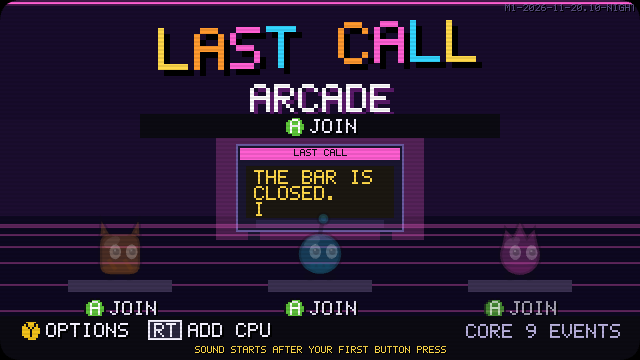 M1-2026-11-20.10-NIGHT
LAST CALL
ARCADE
A JOIN
LAST CALL
THE BAR IS
CLOSED.
I
A JOIN A JOIN A JOIN
Y OPTIONS RT ADD CPU CORE 9 EVENTS
SOUND STARTS AFTER YOUR FIRST BUTTON PRESS